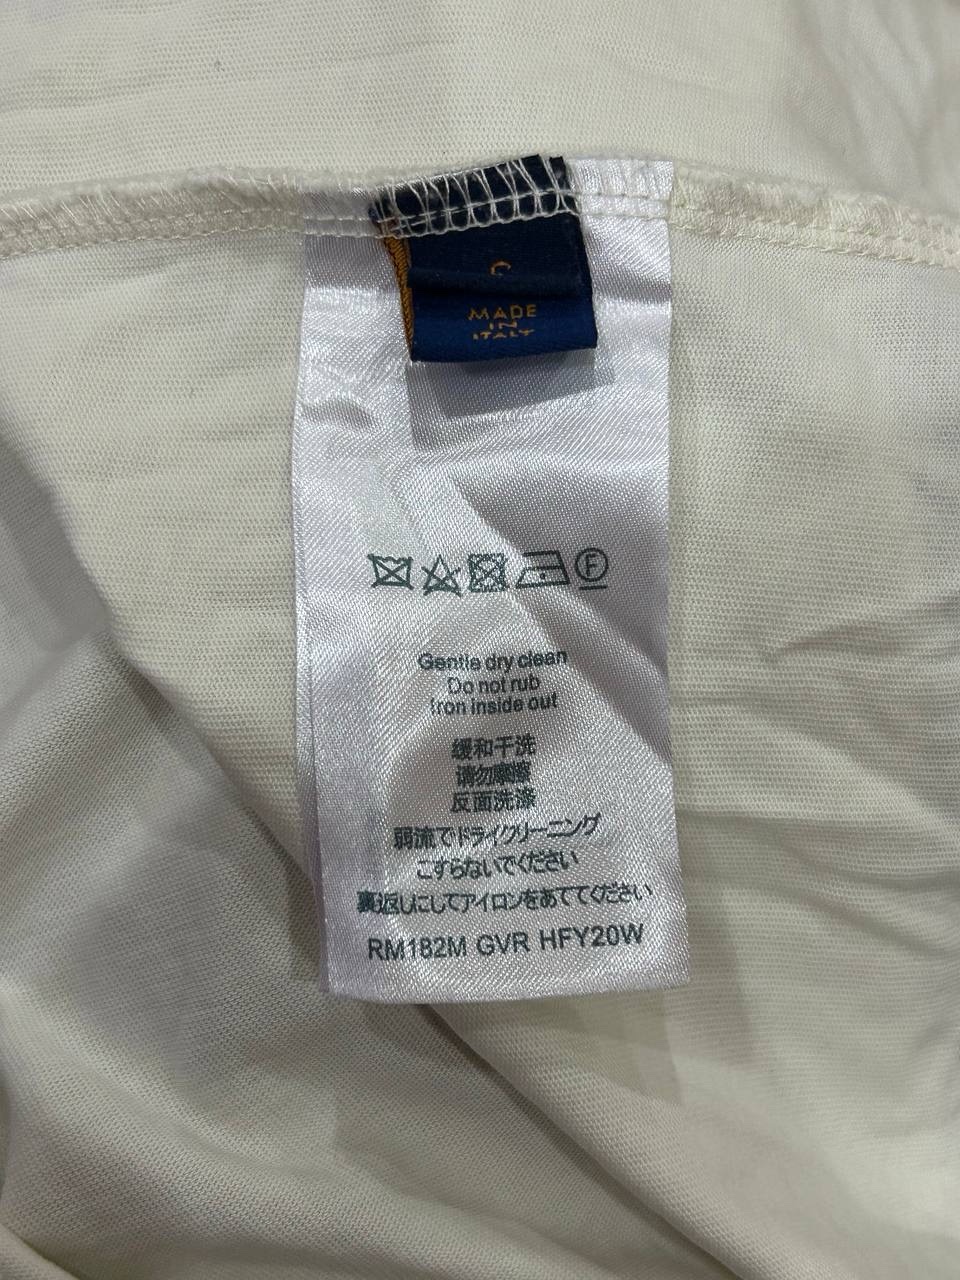 S
MADE
IN
ITALY
F
Gentle dry clean
Do not rub
Iron inside out
缓和干洗
请勿摩擦
反面洗涤
弱流でドライクリーニング
こすらないでください
裏返しにしてアイロンをあててください
RM182M GVR HFY20W